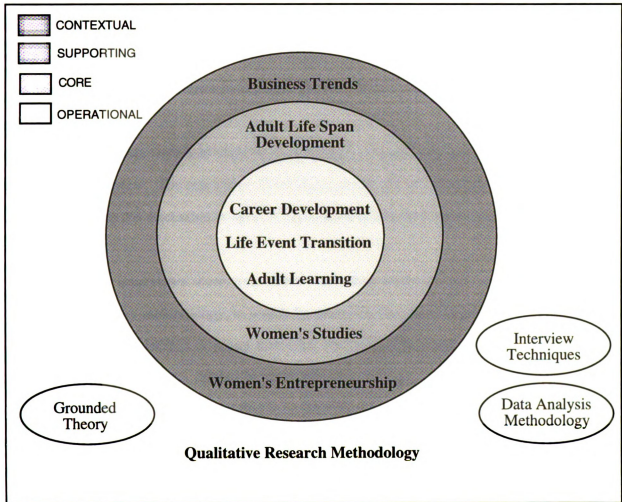 CONTEXTUAL
SUPPORTING
CORE
OPERATIONAL
Business Trends
Adult Life Span
Development
Career Development
Life Event Transition
Adult Learning
Women's Studies
Women's Entrepreneurship
Interview
Techniques
Grounded
Theory
Data Analysis
Methodology
Qualitative Research Methodology